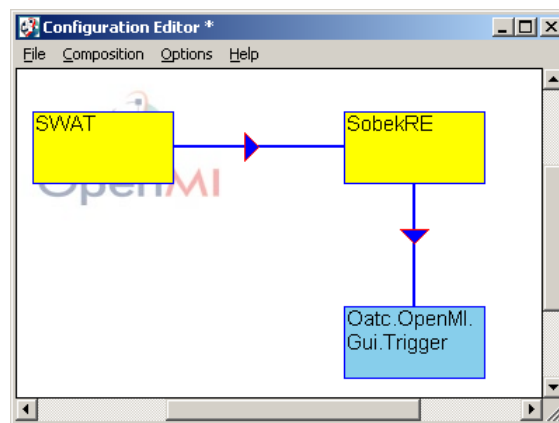 Configuration Editor *
File Composition Options Help
SWAT
SobekRE
OpenMI
Oatc.OpenMI.
Gui.Trigger